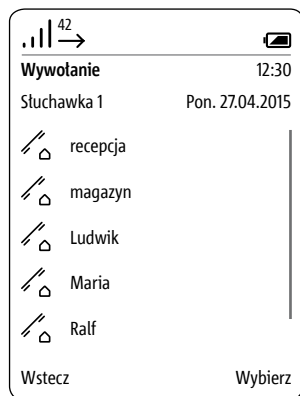 42
Wywołanie 12:30
Słuchawka 1 Pon. 27.04.2015
recepcja
magazyn
Ludwik
Maria
Ralf
Wstecz Wybierz